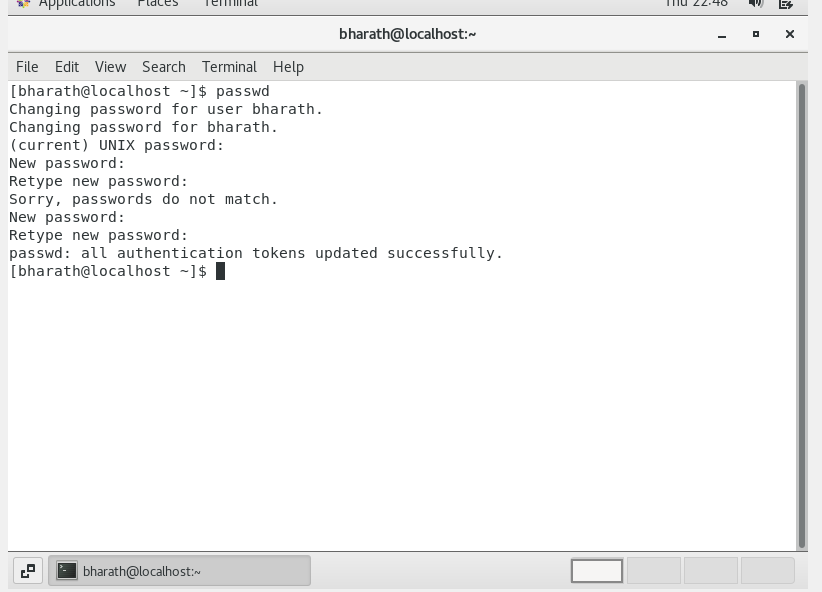 Applications Places Terminal Thu 22:48
bharath@localhost:~
File Edit View Search Terminal Help
[bharath@localhost ~]$ passwd
Changing password for user bharath.
Changing password for bharath.
(current) UNIX password:
New password:
Retype new password:
Sorry, passwords do not match.
New password:
Retype new password:
passwd: all authentication tokens updated successfully.
[bharath@localhost ~]$
bharath@localhost:~